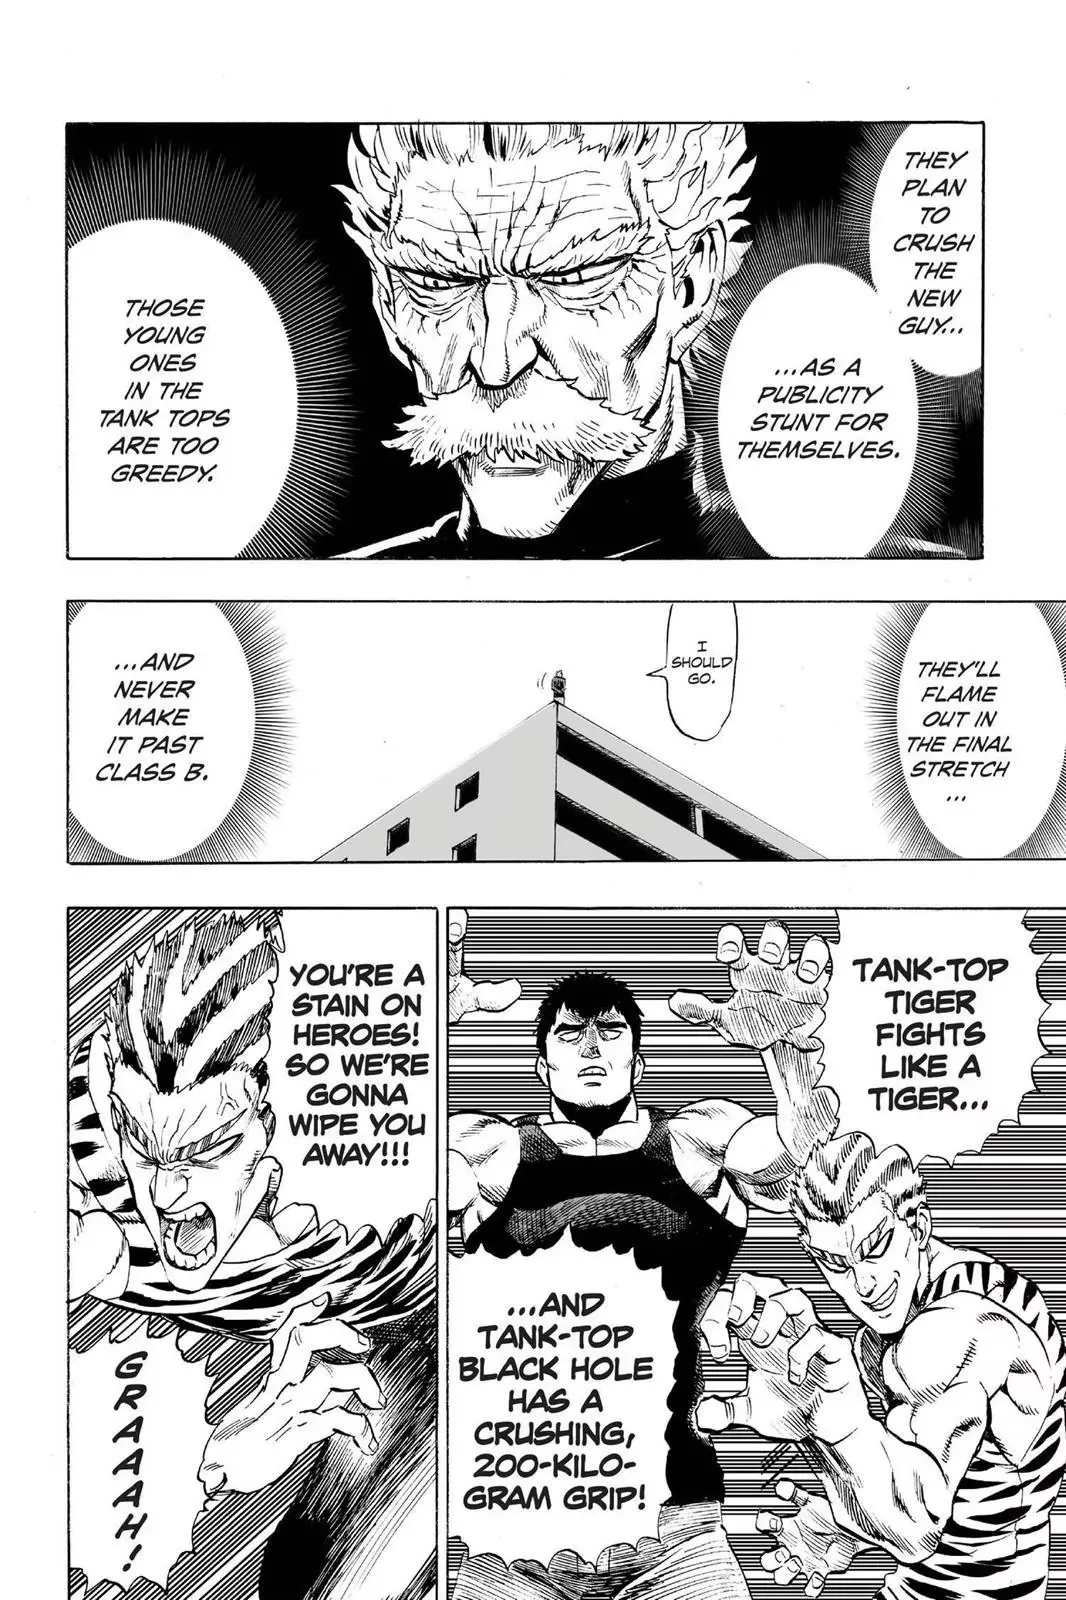 THEY
PLAN
TO
CRUSH
THE
NEW
GUY...
...AS A
PUBLICITY
STUNT FOR
THEMSELVES.
THOSE
YOUNG
ONES
IN THE
TANK TOPS
ARE TOO
GREEDY.
THEY'LL
FLAME
OUT IN
THE FINAL
STRETCH
...
I
SHOULD
GO.
...AND
NEVER
MAKE
IT PAST
CLASS B.
TANK-TOP
TIGER
FIGHTS
LIKE A
TIGER...
...AND
TANK-TOP
BLACK HOLE
HAS A
CRUSHING,
200-KILO-
GRAM GRIP!
YOU'RE A
STAIN ON
HEROES!
SO WE'RE
GONNA
WIPE YOU
AWAY!!!
GRAAAH!